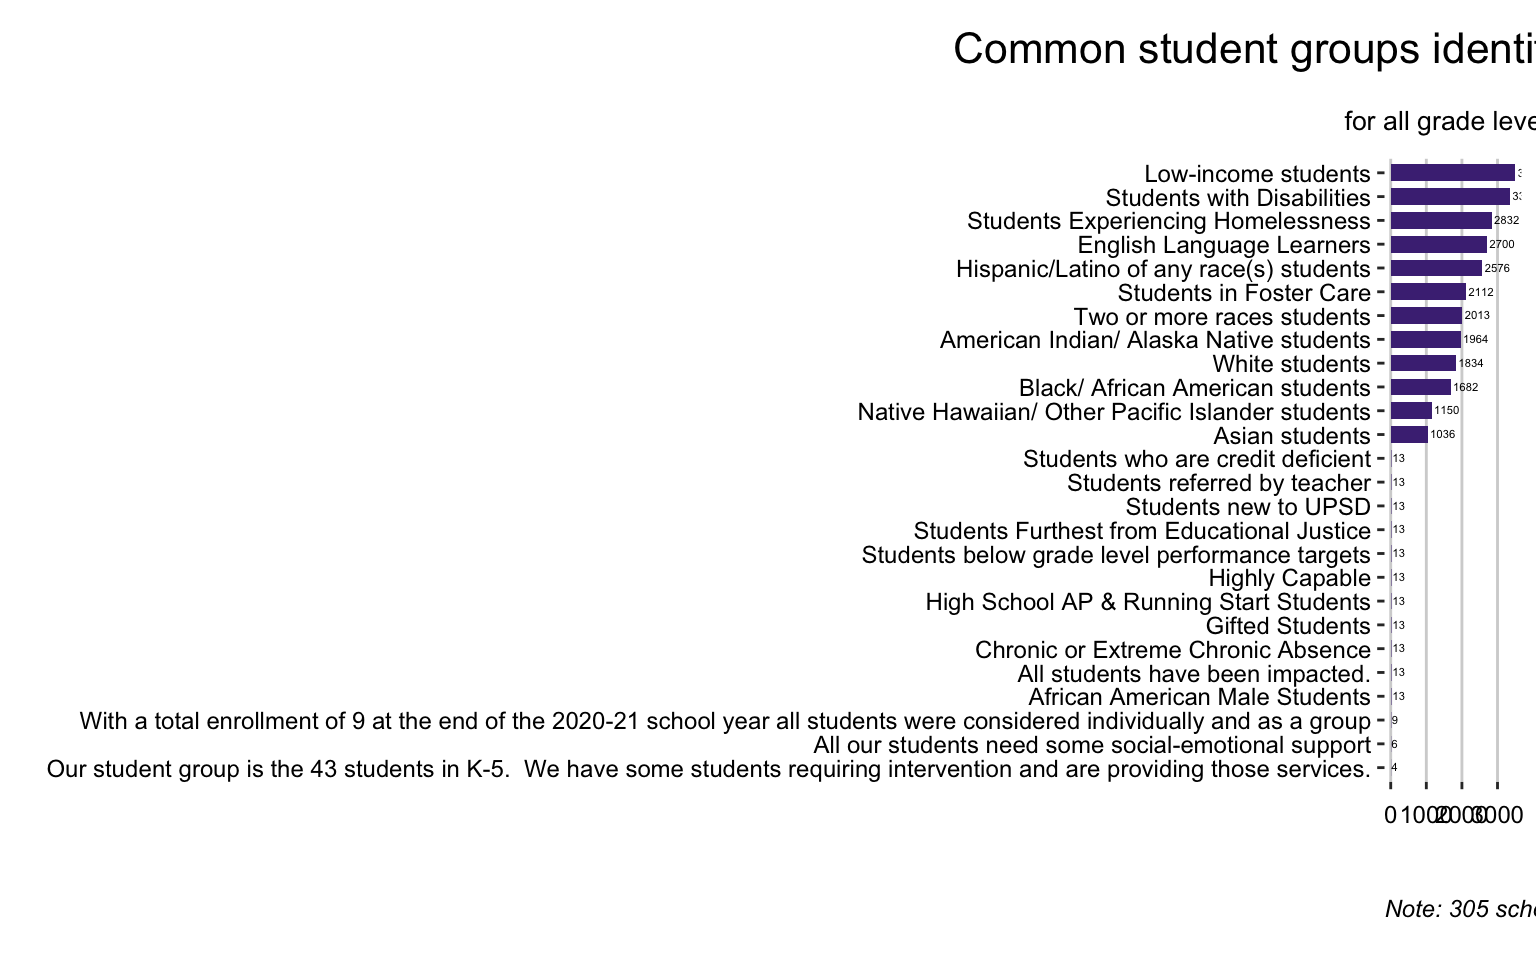 Common student groups
for all grade
Low-income students
Students with Disabilities
Students Experiencing Homelessness 2832
English Language Learners 2700
Hispanic/Latino of any race(s) students 2576
Students in Foster Care 2112
Two or more races students 2013
American Indian/ Alaska Native students 1964
White students 1834
Black/ African American students 1682
Native Hawaiian/ Other Pacific Islander students 1150
Asian students 1036
Students who are credit deficient 13
Students referred by teacher 13
Students new to UPSD 13
Students Furthest from Educational Justice 13
Students below grade level performance targets 13
Highly Capable 13
High School AP & Running Start Students 13
Gifted Students 13
Chronic or Extreme Chronic Absence 13
All students have been impacted. 13
African American Male Students 13
With a total enrollment of 9 at the end of the 2020-21 school year all students were considered individually and as a group 9
All our students need some social-emotional support 6
Our student group is the 43 students in K-5.  We have some students requiring intervention and are providing those services. 4
0 1000 2000 3000
Note: 305